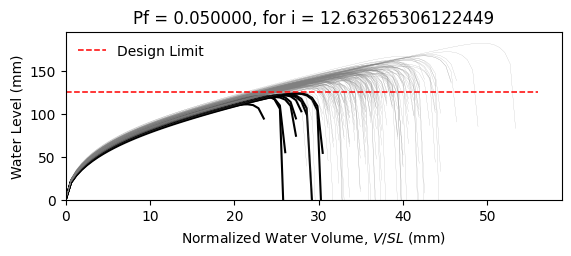 Pf = 0.050000, for i = 12.63265306122449
Design Limit
Water Level (mm)
150
100
50
0
0 10 20 30 40 50
Normalized Water Volume, V/SL (mm)